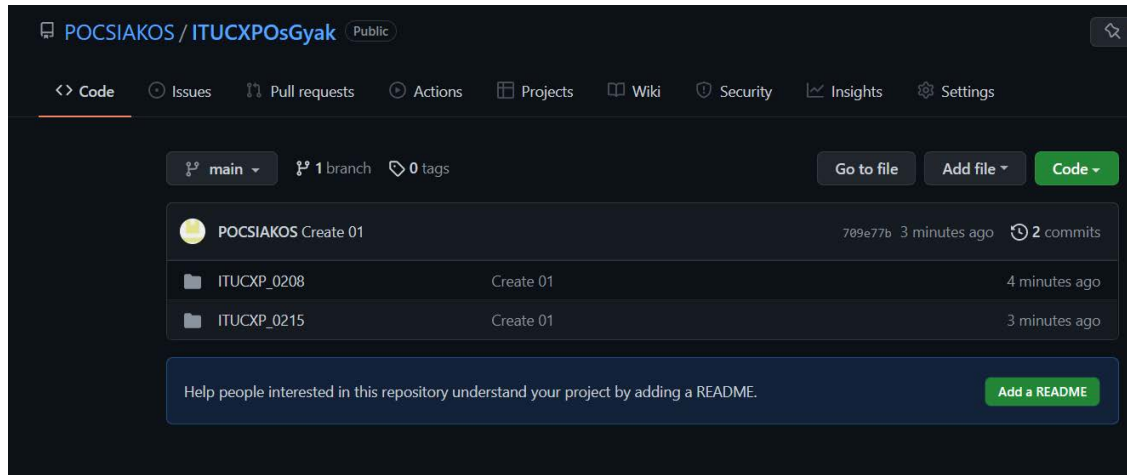 POCSIAKOS / ITUCXPOsGyak Public
<> Code Issues Pull requests Actions Projects Wiki Security Insights Settings
main 1 branch 0 tags Go to file Add file Code
POCSIAKOS Create 01 709e77b 3 minutes ago 2 commits
ITUCXP_0208 Create 01 4 minutes ago
ITUCXP_0215 Create 01 3 minutes ago
Help people interested in this repository understand your project by adding a README. Add a README